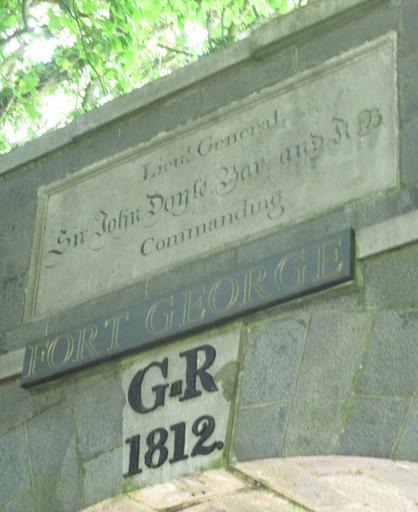 Lieut. General,
Sir John Doyle Bar. and K B
Commanding
FORT GEORGE
G=R
1812.